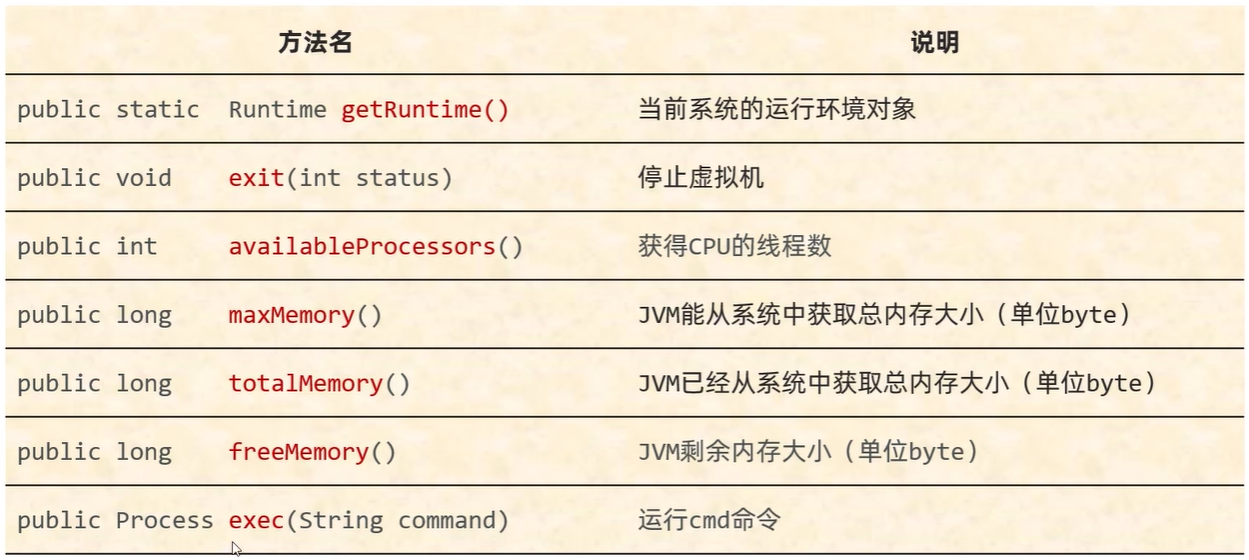 方法名 说明
public static Runtime getRuntime() 当前系统的运行环境对象
public void exit(int status) 停止虚拟机
public int availableProcessors() 获得CPU的线程数
public long maxMemory() JVM能从系统中获取总内存大小（单位byte）
public long totalMemory() JVM已经从系统中获取总内存大小（单位byte）
public long freeMemory() JVM剩余内存大小（单位byte）
public Process exec(String command) 运行cmd命令